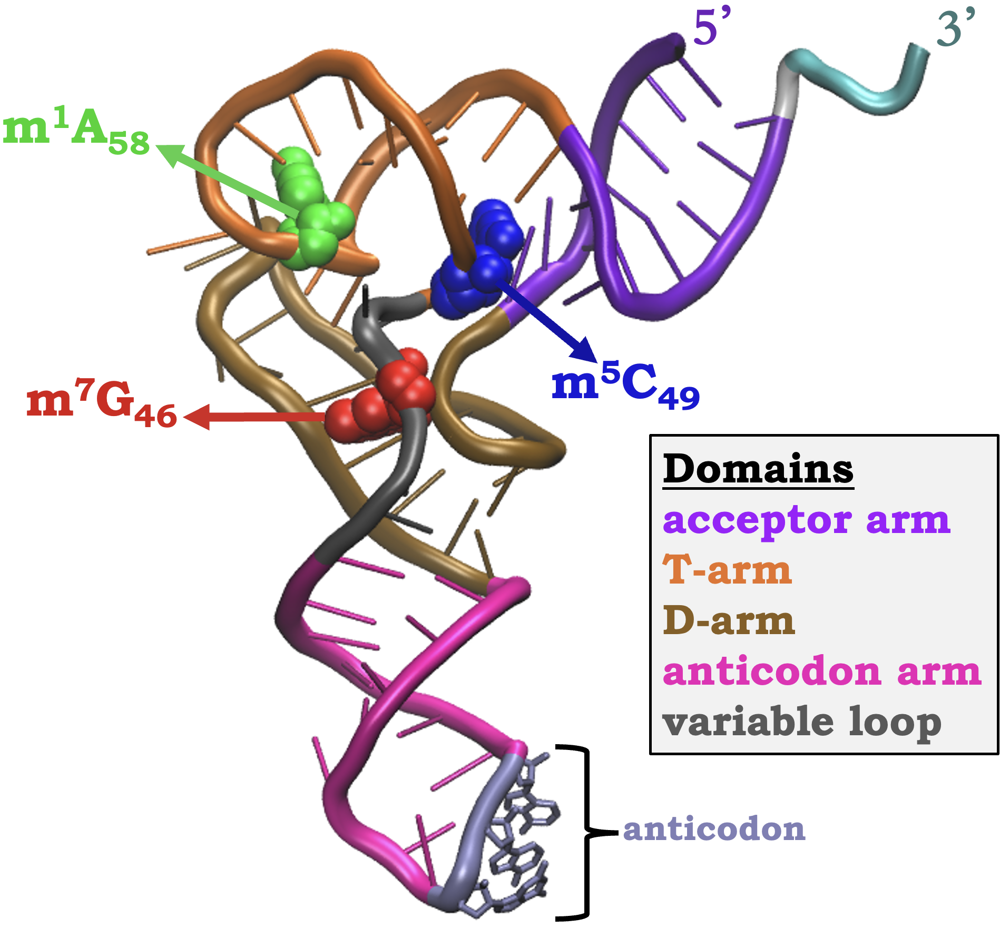 5’
3’
m¹A₅₈
m⁵C₄₉
m⁷G₄₆
Domains
acceptor arm
T-arm
D-arm
anticodon arm
variable loop
anticodon